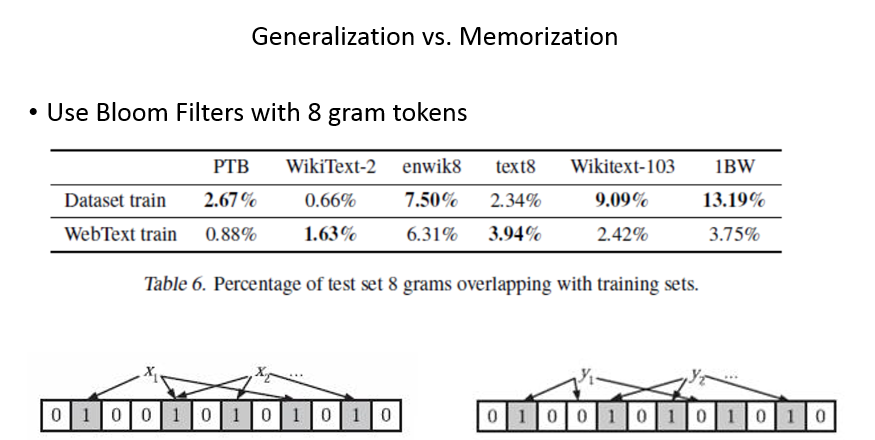 Generalization vs. Memorization
• Use Bloom Filters with 8 gram tokens
PTB WikiText-2 enwik8 text8 Wikitext-103 1BW
Dataset train 2.67% 0.66% 7.50% 2.34% 9.09% 13.19%
WebText train 0.88% 1.63% 6.31% 3.94% 2.42% 3.75%
Table 6. Percentage of test set 8 grams overlapping with training sets.
X₁ X₂ ...
0 1 0 0 1 0 1 0 1 0 1 0
y₁ y₂ ...
0 1 0 0 1 0 1 0 1 0 1 0